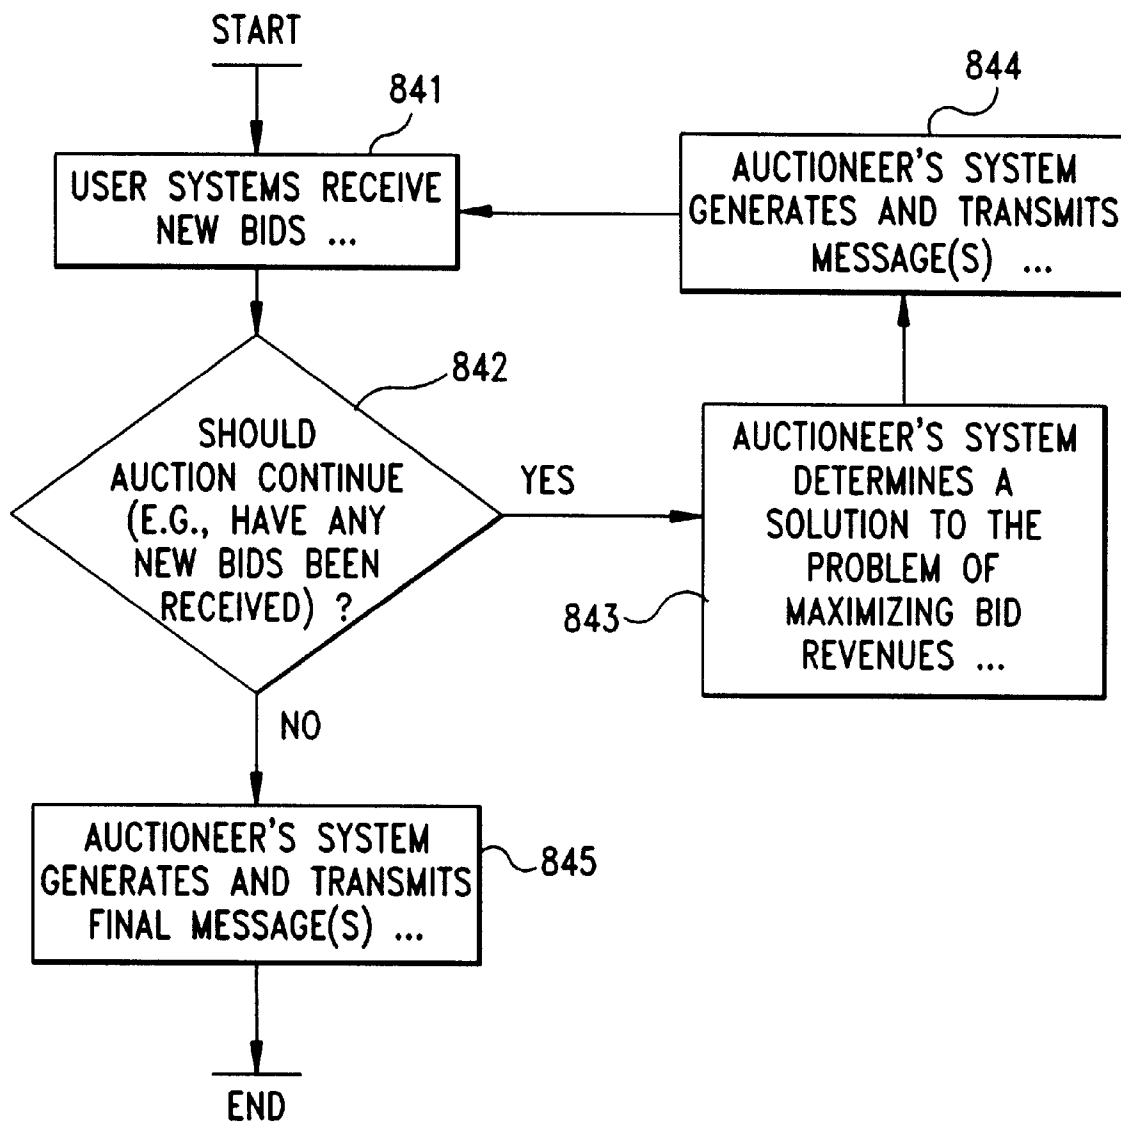 START
841
USER SYSTEMS RECEIVE
NEW BIDS ...
844
AUCTIONEER'S SYSTEM
GENERATES AND TRANSMITS
MESSAGE(S) ...
842
SHOULD
AUCTION CONTINUE
(E.G., HAVE ANY
NEW BIDS BEEN
RECEIVED) ?
YES
AUCTIONEER'S SYSTEM
DETERMINES A
SOLUTION TO THE
PROBLEM OF
MAXIMIZING BID
REVENUES ...
843
NO
AUCTIONEER'S SYSTEM
GENERATES AND TRANSMITS
FINAL MESSAGE(S) ...
845
END